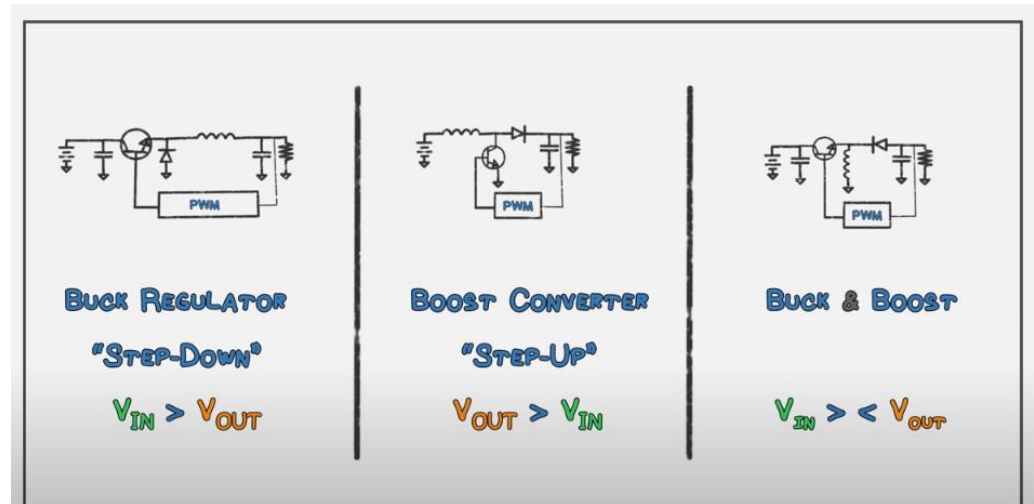 PWM
BUCK REGULATOR
"STEP-DOWN"
VIN > VOUT
PWM
BOOST CONVERTER
"STEP-UP"
VOUT > VIN
PWM
BUCK & BOOST
VIN > < VOUT